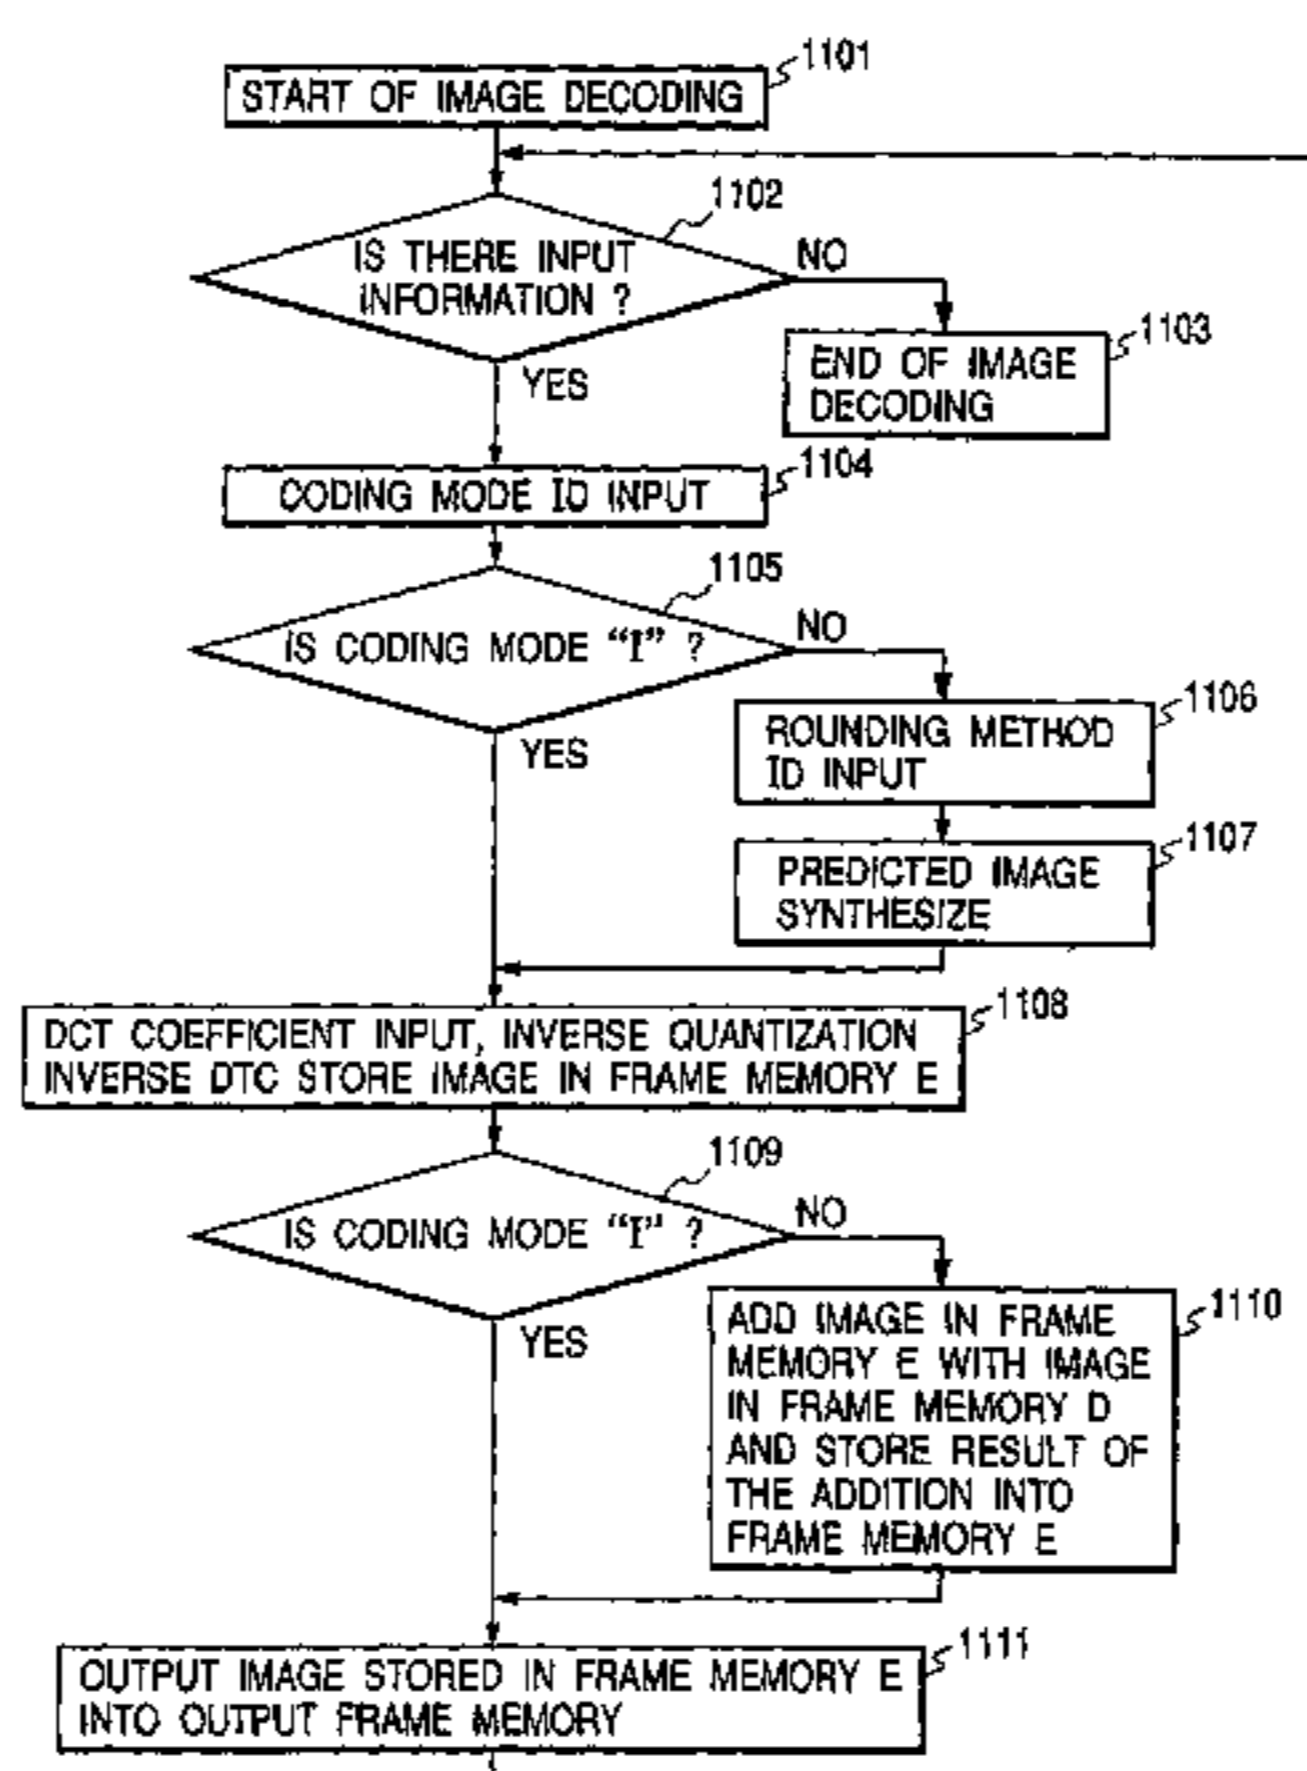 1101
START OF IMAGE DECODING
1102
IS THERE INPUT
INFORMATION ?
NO
YES
1103
END OF IMAGE
DECODING
1104
CODING MODE ID INPUT
1105
IS CODING MODE “I” ?
NO
YES
1106
ROUNDING METHOD
ID INPUT
1107
PREDICTED IMAGE
SYNTHESIZE
1108
DCT COEFFICIENT INPUT, INVERSE QUANTIZATION
INVERSE DTC STORE IMAGE IN FRAME MEMORY E
1109
IS CODING MODE “I” ?
NO
YES
1110
ADD IMAGE IN FRAME
MEMORY E WITH IMAGE
IN FRAME MEMORY D
AND STORE RESULT OF
THE ADDITION INTO
FRAME MEMORY E
1111
OUTPUT IMAGE STORED IN FRAME MEMORY E
INTO OUTPUT FRAME MEMORY